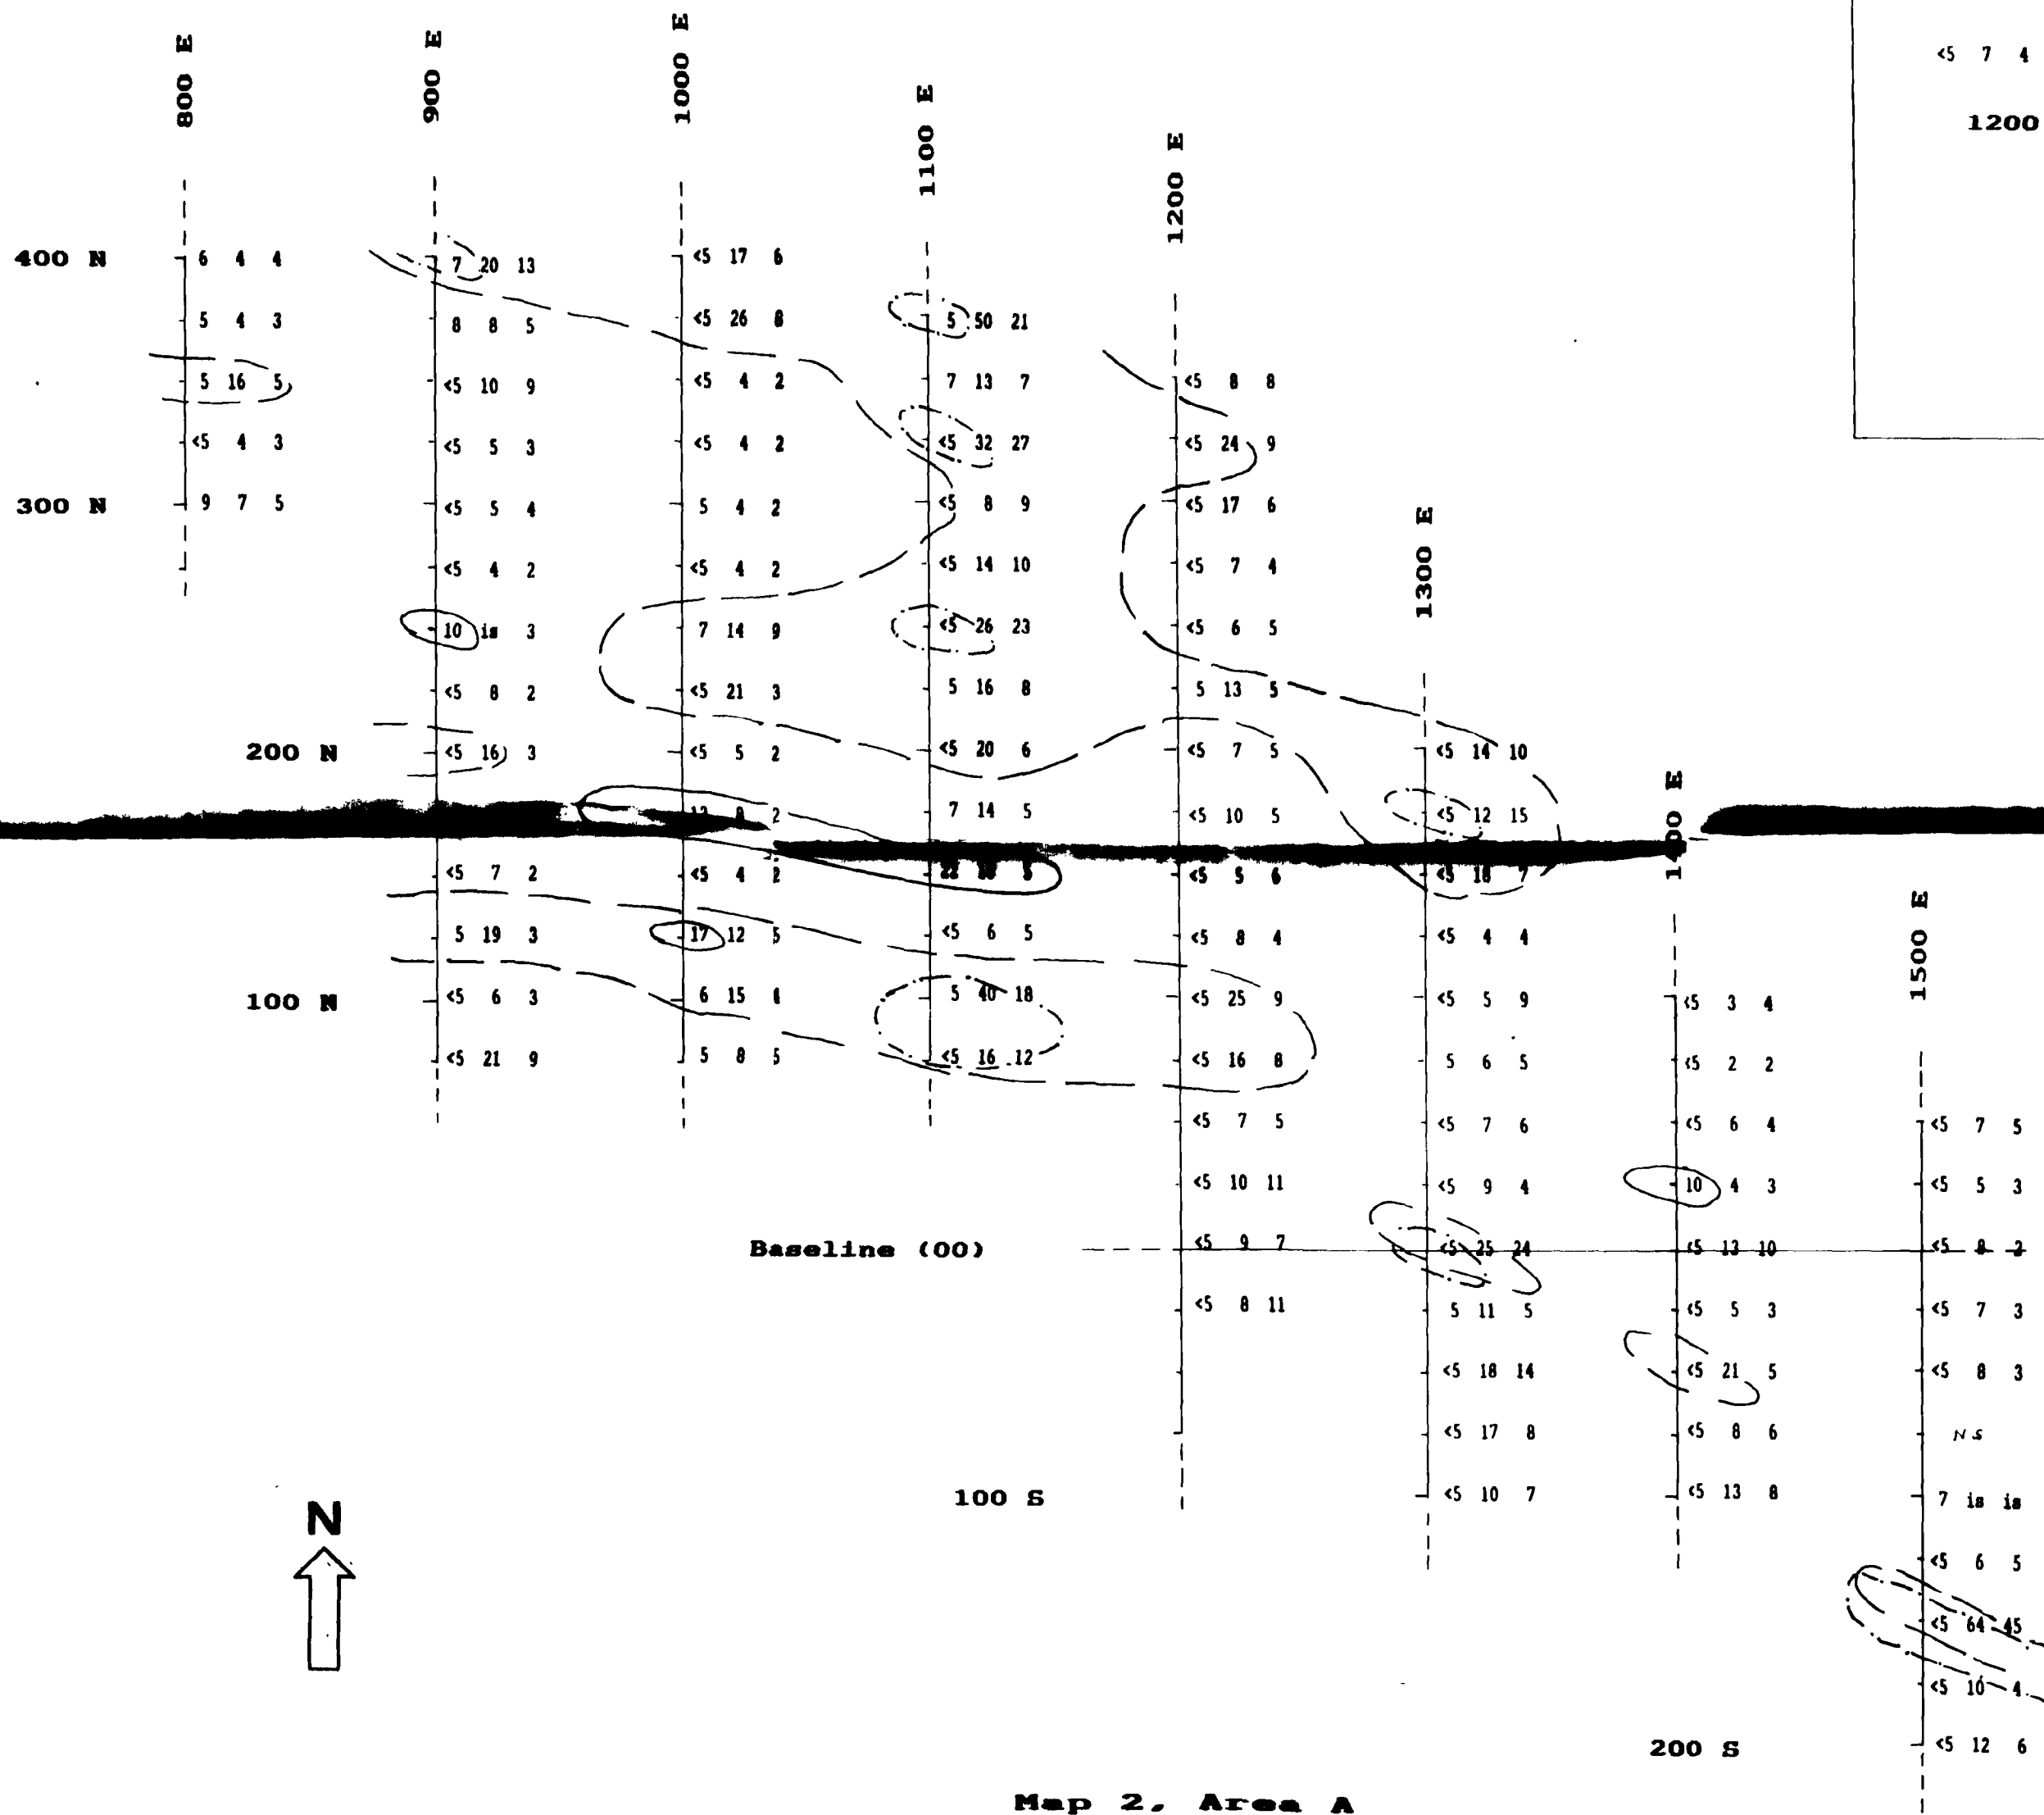 <5 7 4
1200
800 E 900 E 1000 E 1100 E 1200 E
400 N 6 4 4 7 20 13 <5 17 6
5 4 3 8 8 5 <5 26 8 5 50 21
5 16 5 <5 10 9 <5 4 2 7 13 7 <5 8 8
<5 4 3 <5 5 3 <5 4 2 <5 32 27 <5 24 9
300 N 9 7 5 <5 5 4 5 4 2 <5 8 9 <5 17 6
1300 E
<5 4 2 <5 4 2 <5 14 10 <5 7 4
10 is 3 7 14 9 <5 26 23 <5 6 5
<5 8 2 <5 21 3 5 16 8 5 13 5
200 N <5 16 3 <5 5 2 <5 20 6 <5 7 5 <5 14 10
2 7 14 5 <5 10 5 <5 12 15
E
<5 7 2 <5 4 2 5 <5 5 6 <5 18 7
1500 E
5 19 3 17 12 5 <5 6 5 <5 8 4 <5 4 4
100 N <5 6 3 6 15 5 40 18 <5 25 9 <5 5 9 <5 3 4
<5 21 9 5 8 5 <5 16 12 <5 16 8 5 6 5 <5 2 2
<5 7 5 <5 7 6 <5 6 4 <5 7 5
<5 10 11 <5 9 4 10 4 3 <5 5 3
Baseline (00) <5 9 7 <5 25 24 <5 13 10 <5 8 2
<5 8 11 5 11 5 <5 5 3 <5 7 3
<5 18 14 <5 21 5 <5 8 3
<5 17 8 <5 8 6 NS
100 S <5 10 7 <5 13 8 7 is is
N
<5 6 5
<5 64 45
<5 10 4
200 S <5 12 6
Map 2, Area A